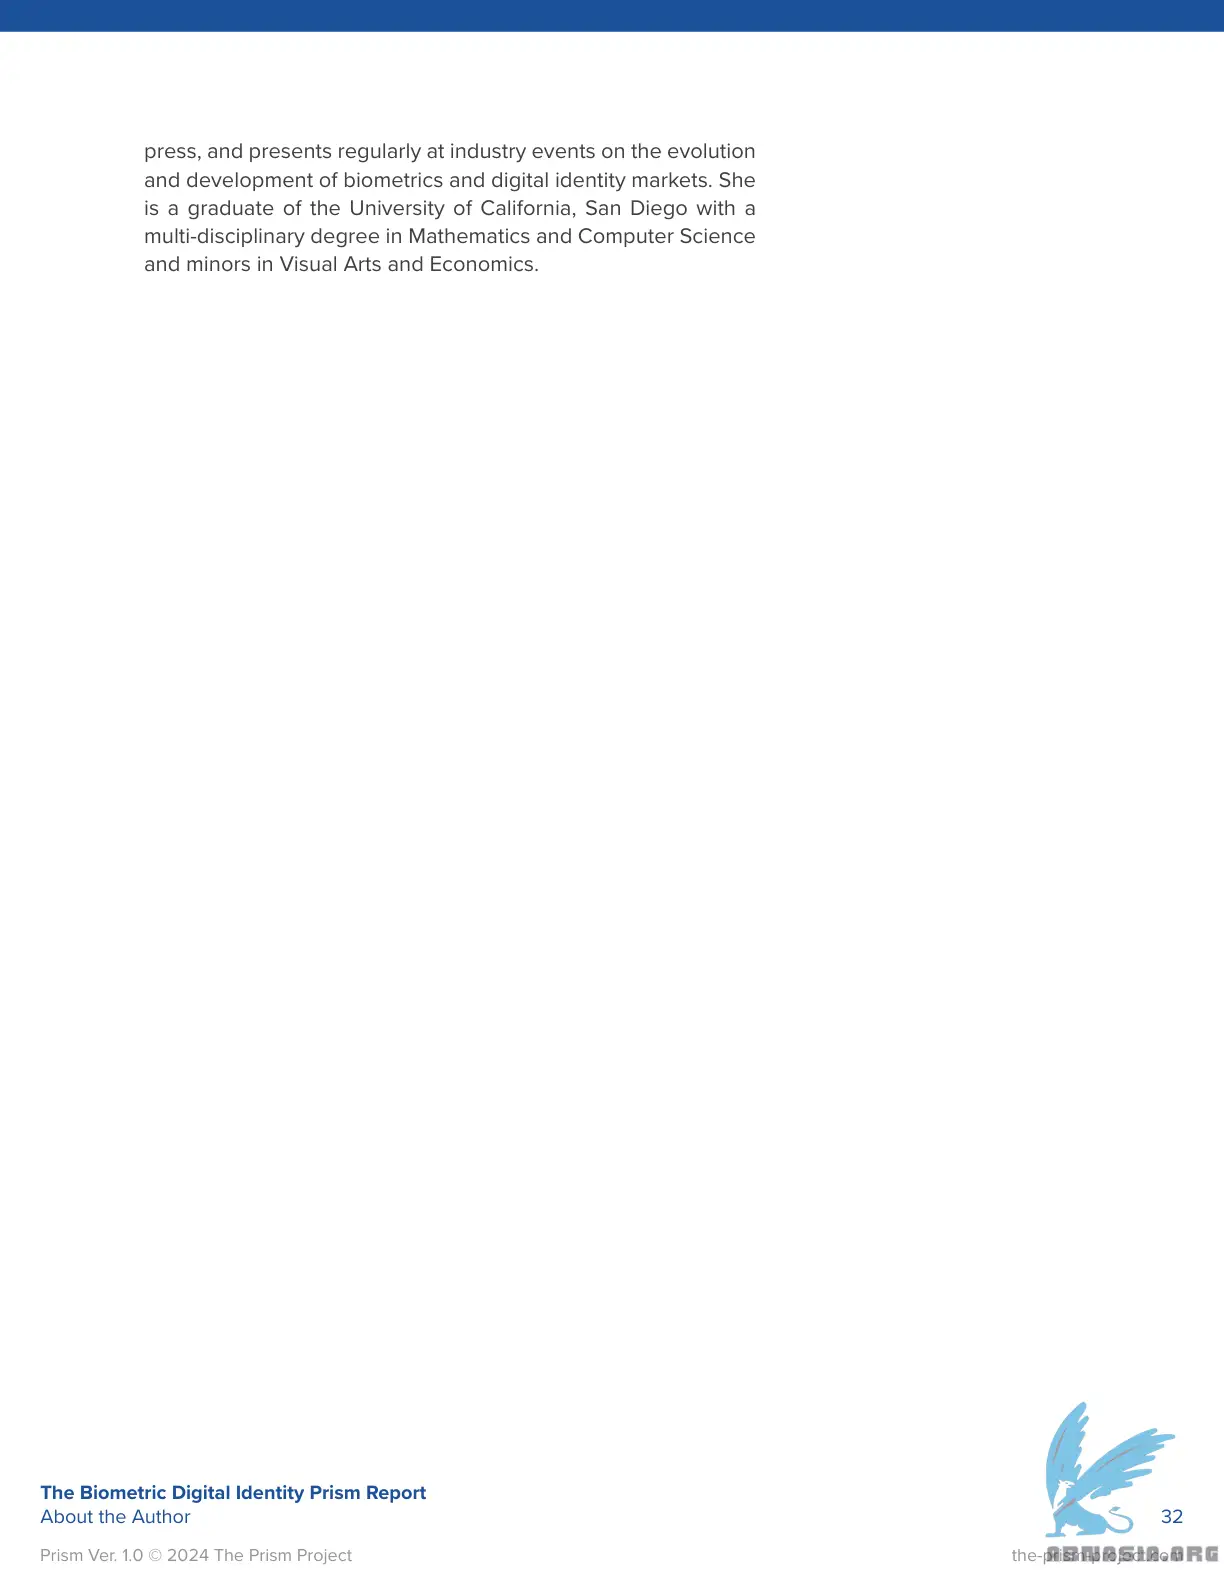 press, and presents regularly at industry events on the evolution
and development of biometrics and digital identity markets. She
is a graduate of the University of California, San Diego with a
multi-disciplinary degree in Mathematics and Computer Science
and minors in Visual Arts and Economics.
The Biometric Digital Identity Prism Report
About the Author
32
Prism Ver. 1.0 © 2024 The Prism Project
the-prism-project.com